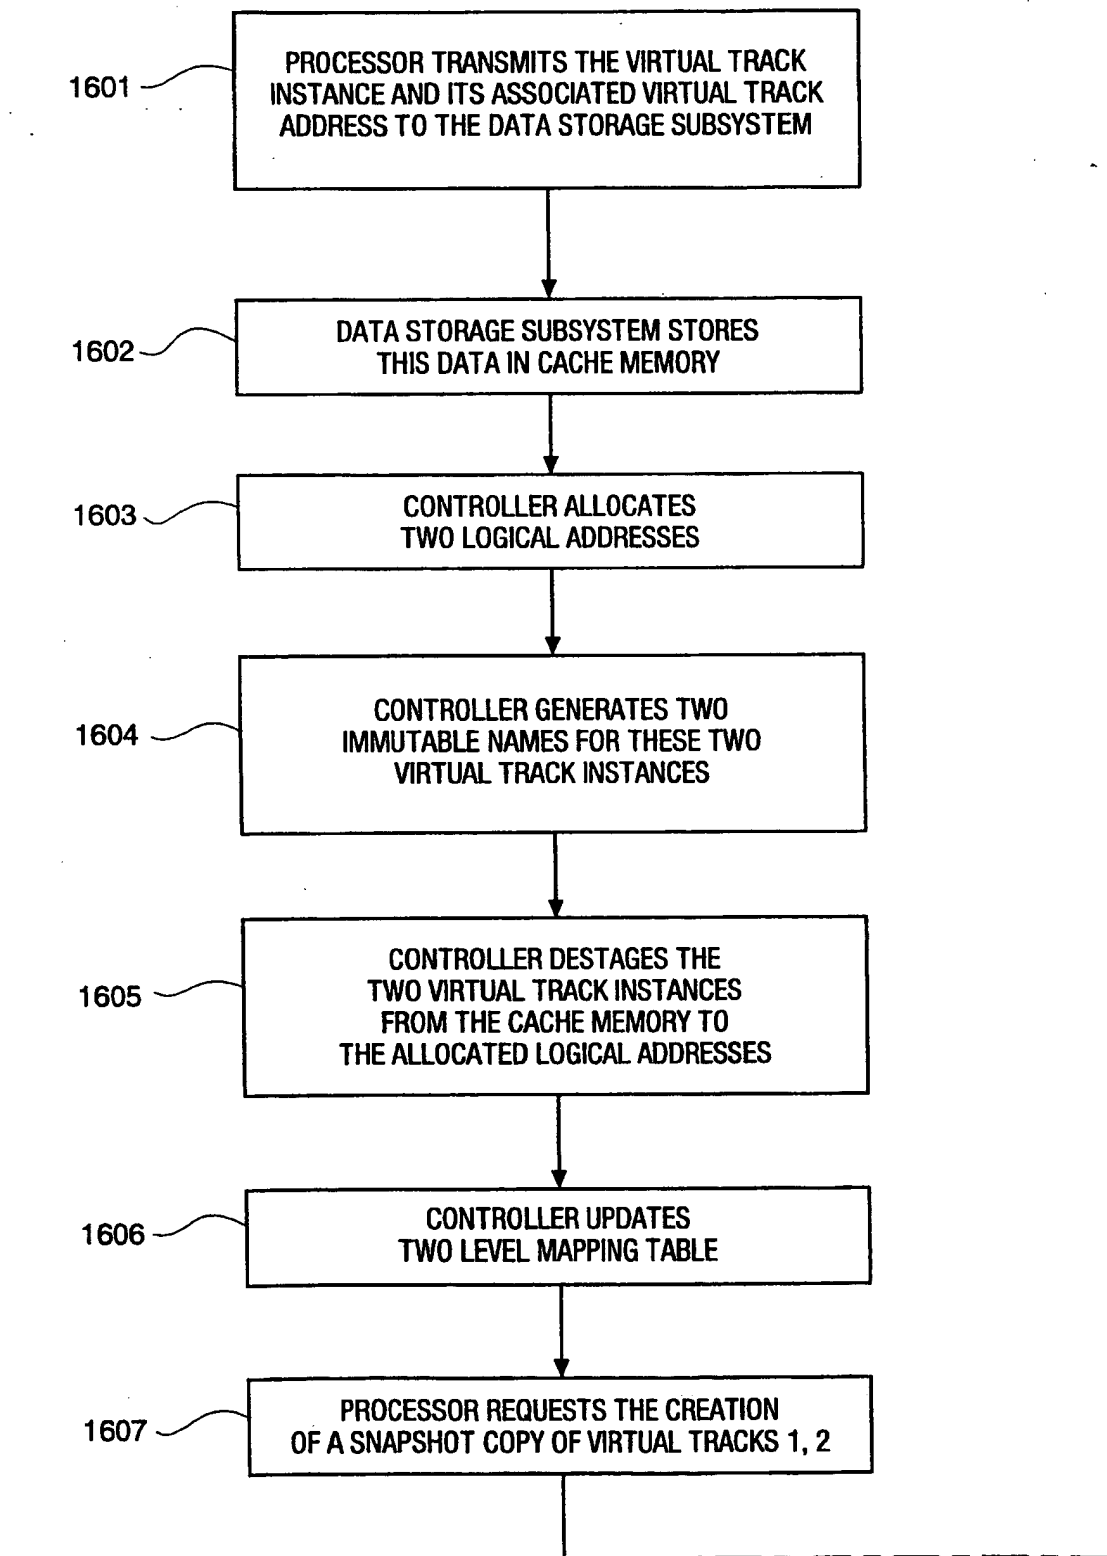 1601
PROCESSOR TRANSMITS THE VIRTUAL TRACK
INSTANCE AND ITS ASSOCIATED VIRTUAL TRACK
ADDRESS TO THE DATA STORAGE SUBSYSTEM
1602
DATA STORAGE SUBSYSTEM STORES
THIS DATA IN CACHE MEMORY
1603
CONTROLLER ALLOCATES
TWO LOGICAL ADDRESSES
1604
CONTROLLER GENERATES TWO
IMMUTABLE NAMES FOR THESE TWO
VIRTUAL TRACK INSTANCES
1605
CONTROLLER DESTAGES THE
TWO VIRTUAL TRACK INSTANCES
FROM THE CACHE MEMORY TO
THE ALLOCATED LOGICAL ADDRESSES
1606
CONTROLLER UPDATES
TWO LEVEL MAPPING TABLE
1607
PROCESSOR REQUESTS THE CREATION
OF A SNAPSHOT COPY OF VIRTUAL TRACKS 1, 2